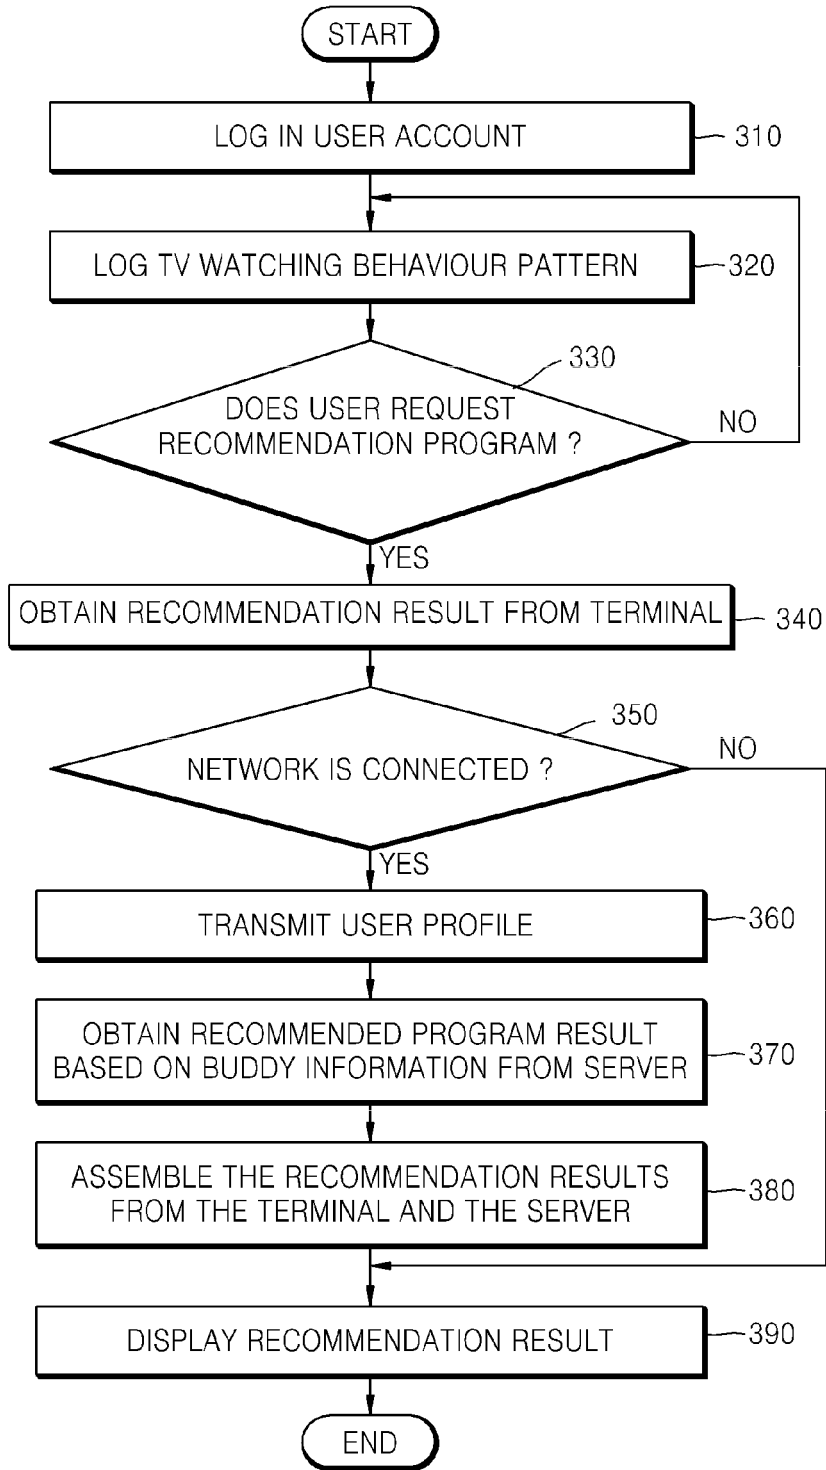 START
LOG IN USER ACCOUNT
310
LOG TV WATCHING BEHAVIOUR PATTERN
320
330
DOES USER REQUEST
RECOMMENDATION PROGRAM ?
NO
YES
OBTAIN RECOMMENDATION RESULT FROM TERMINAL
340
350
NETWORK IS CONNECTED ?
NO
YES
TRANSMIT USER PROFILE
360
OBTAIN RECOMMENDED PROGRAM RESULT
BASED ON BUDDY INFORMATION FROM SERVER
370
ASSEMBLE THE RECOMMENDATION RESULTS
FROM THE TERMINAL AND THE SERVER
380
DISPLAY RECOMMENDATION RESULT
390
END